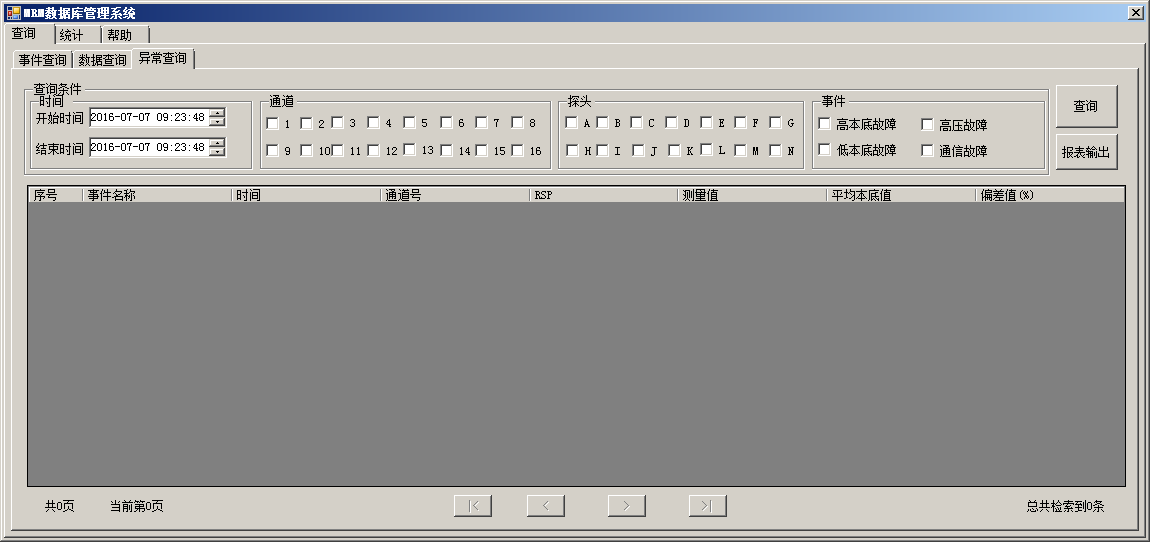 MRM数据库管理系统
查询 统计 帮助
事件查询 数据查询 异常查询
查询条件
时间 通道 探头 事件
开始时间 2016-07-07 09:23:48 1 2 3 4 5 6 7 8 A B C D E F G 高本底故障 高压故障 查询
结束时间 2016-07-07 09:23:48 9 10 11 12 13 14 15 16 H I J K L M N 低本底故障 通信故障 报表输出
序号 事件名称 时间 通道号 RSP 测量值 平均本底值 偏差值(%)
共0页 当前第0页 |< < > >| 总共检索到0条